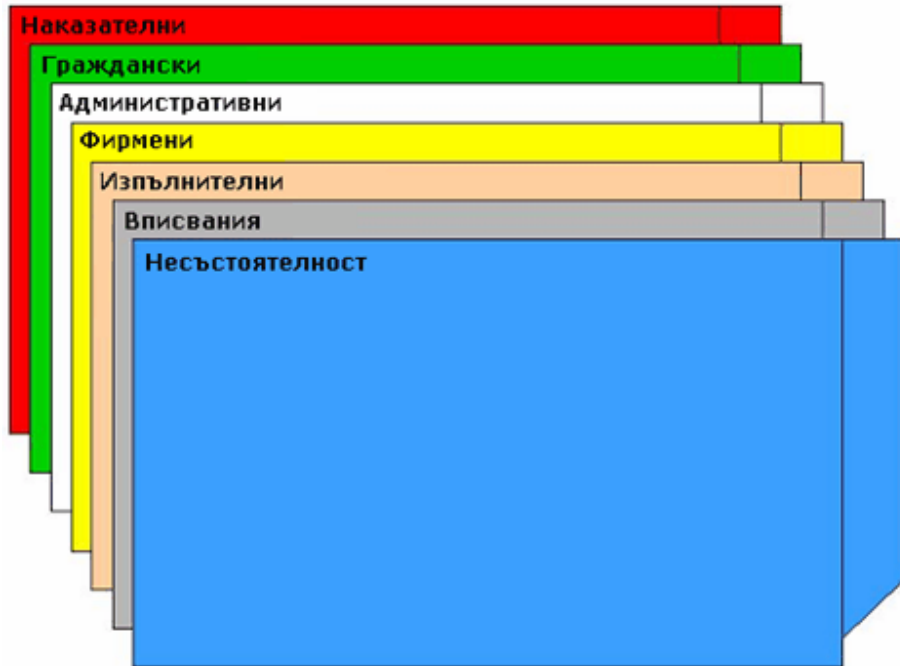 Наказателни
Граждански
Административни
Фирмени
Изпълнителни
Вписвания
Несъстоятелност